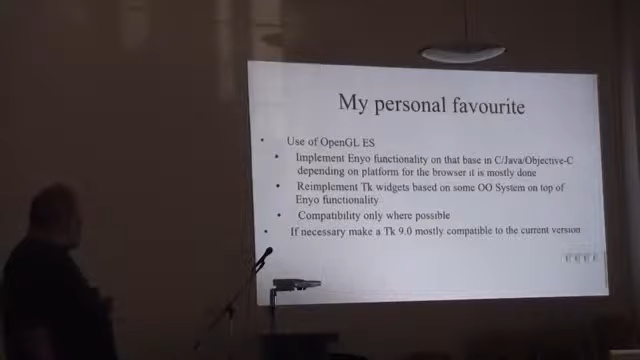 My personal favourite
Use of OpenGL ES
Implement Enyo functionality on that base in C/Java/Objective-C
depending on platform for the browser it is mostly done
Reimplement Tk widgets based on some OO System on top of
Enyo functionality
Compatibility only where possible
If necessary make a Tk 9.0 mostly compatible to the current version